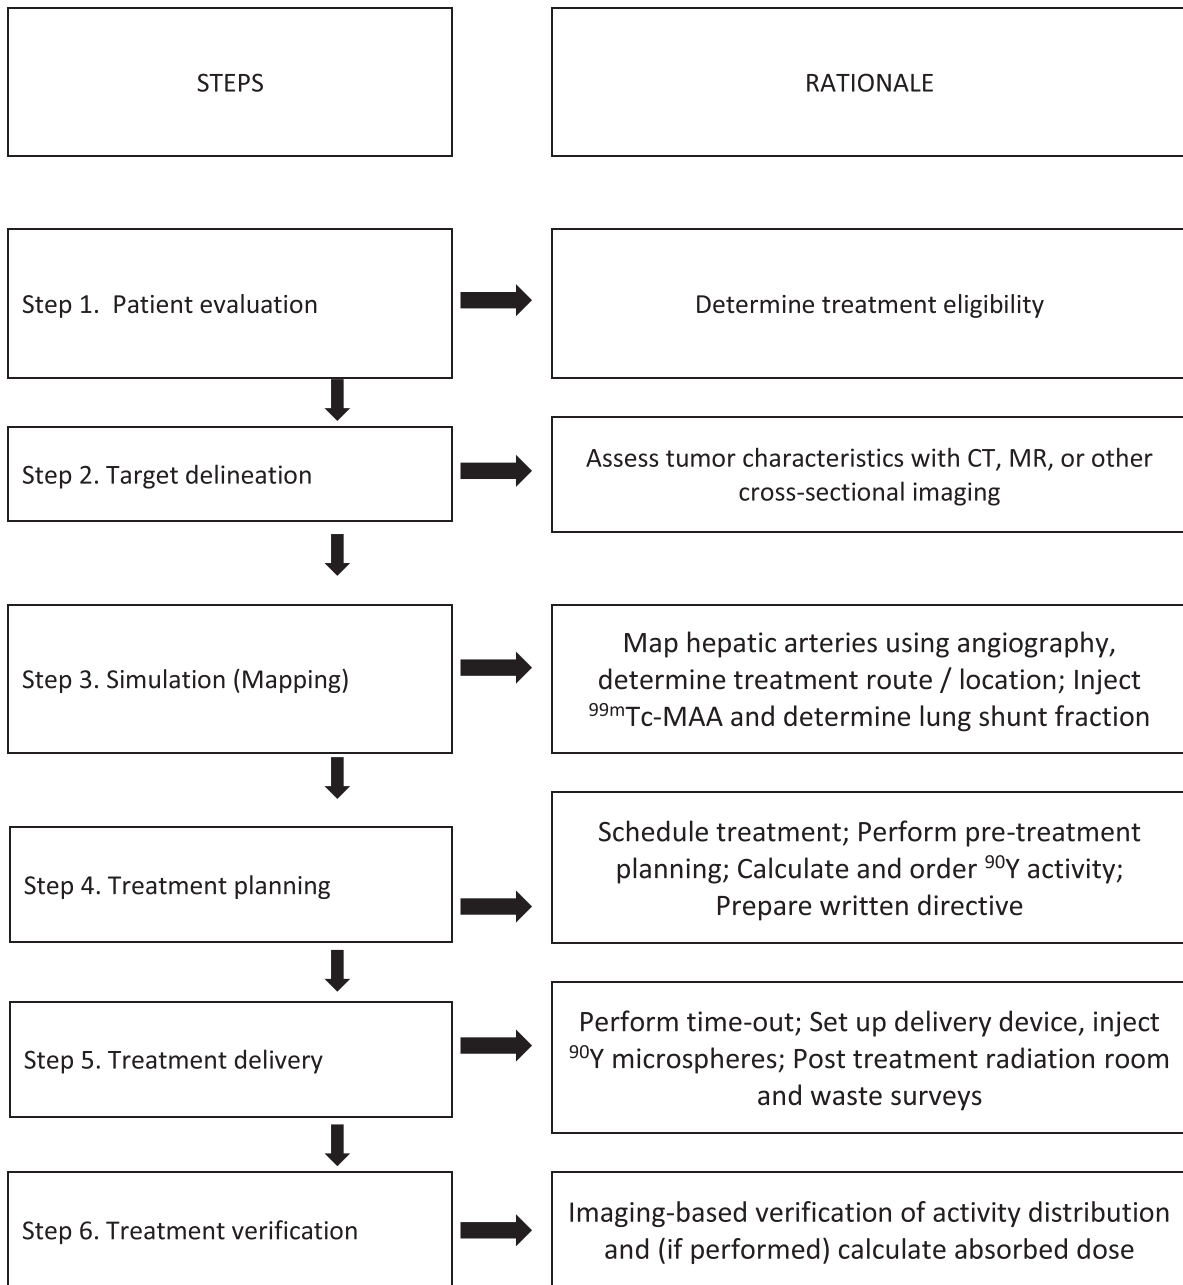 STEPS
RATIONALE
Step 1.  Patient evaluation
Determine treatment eligibility
Step 2. Target delineation
Assess tumor characteristics with CT, MR, or other
cross-sectional imaging
Step 3. Simulation (Mapping)
Map hepatic arteries using angiography,
determine treatment route / location; Inject
⁹⁹ᵐTc-MAA and determine lung shunt fraction
Step 4. Treatment planning
Schedule treatment; Perform pre-treatment
planning; Calculate and order ⁹⁰Y activity;
Prepare written directive
Step 5. Treatment delivery
Perform time-out; Set up delivery device, inject
⁹⁰Y microspheres; Post treatment radiation room
and waste surveys
Step 6. Treatment verification
Imaging-based verification of activity distribution
and (if performed) calculate absorbed dose